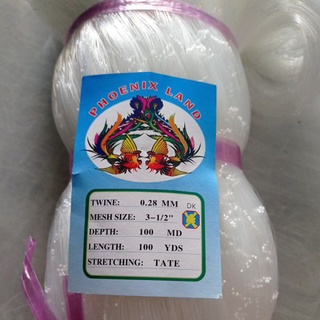 PHOENIX LAND
DK
TWINE: 0.28 MM
MESH SIZE: 3-1/2"
DEPTH: 100 MD
LENGTH: 100 YDS
STRETCHING: TATE